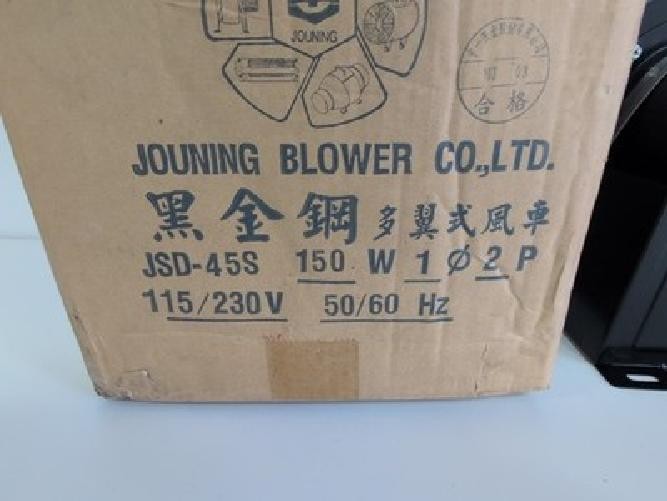 JOUNING
合格
JOUNING BLOWER CO.,LTD.
黑金鋼 多翼式風車
JSD-45S 150 W 1 Ø 2 P
115/230V 50/60 Hz